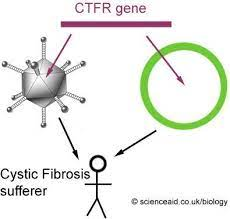 CTFR gene
Cystic Fibrosis
sufferer
© scienceaid.co.uk/biology